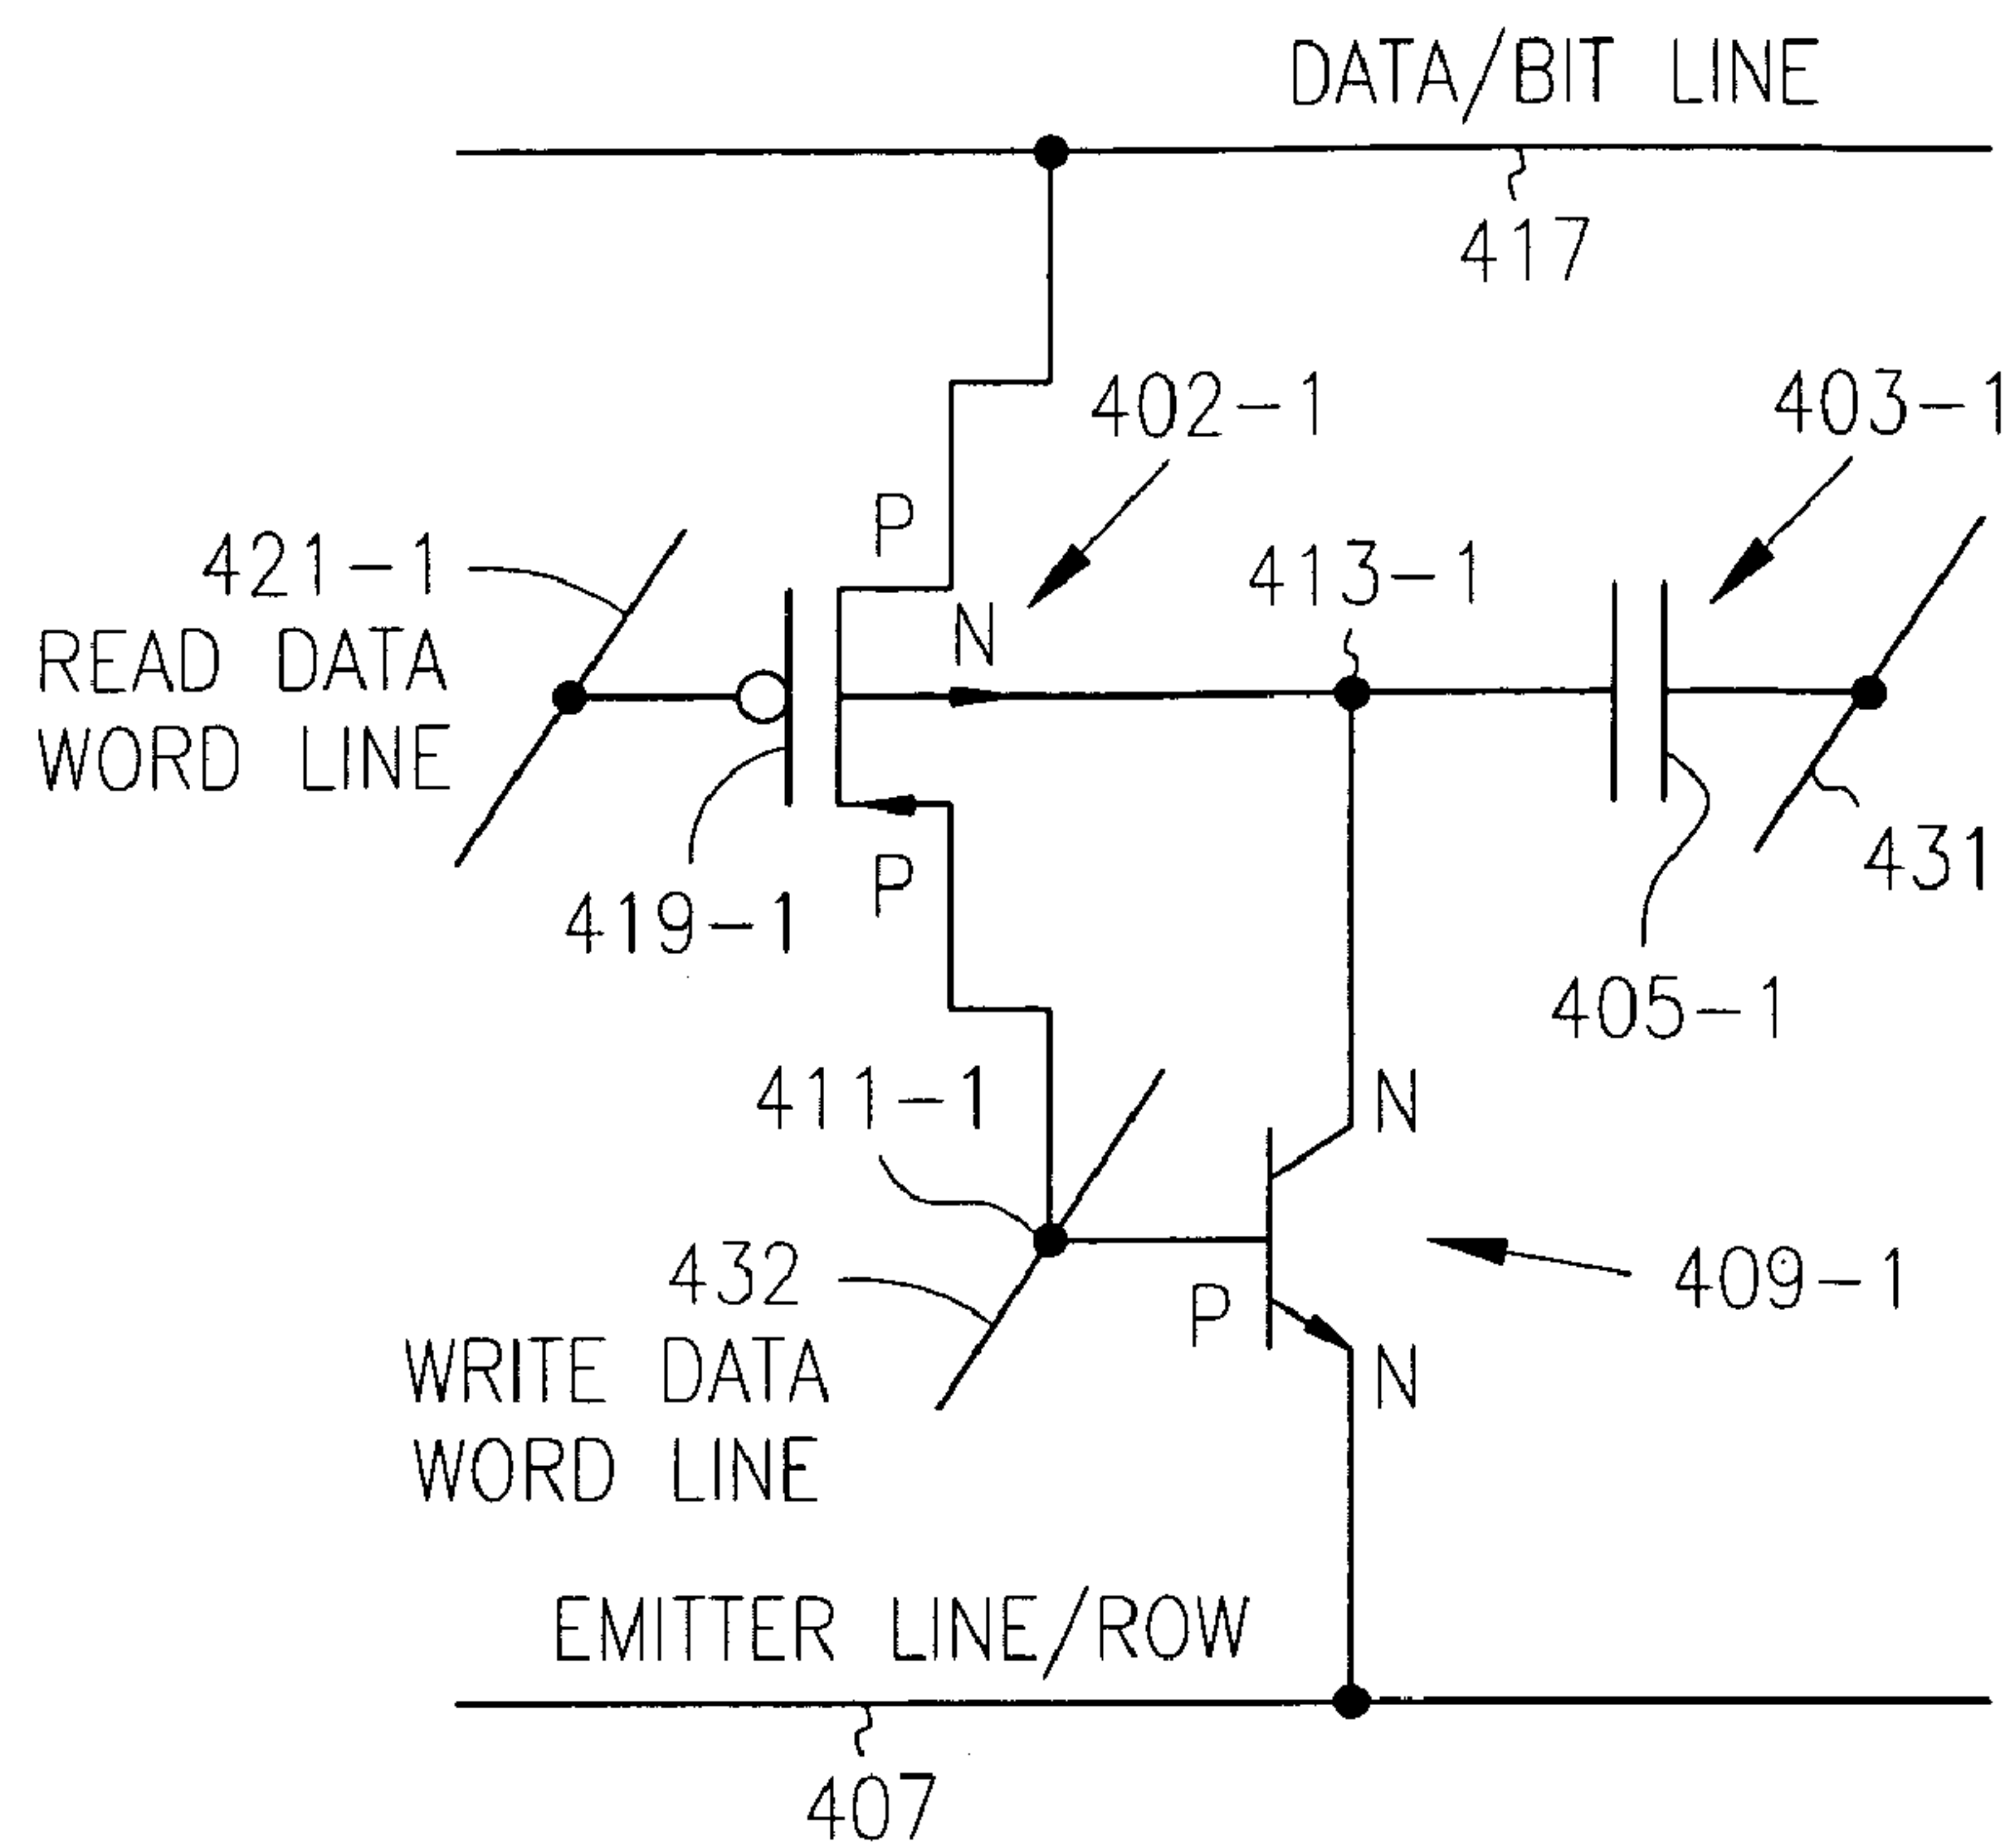 DATA/BIT LINE
417
402-1
403-1
P
421-1
READ DATA
WORD LINE
N
413-1
419-1
P
431
405-1
411-1
N
432
WRITE DATA
WORD LINE
P
409-1
N
EMITTER LINE/ROW
407